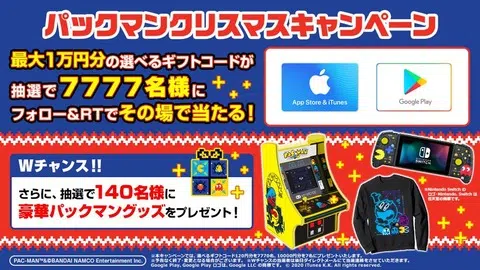 パックマンクリスマスキャンペーン
最大1万円分の選べるギフトコードが
抽選で7777名様に
フォロー&RTでその場で当たる!
App Store & iTunes
Google Play
Wチャンス!!
さらに、抽選で140名様に
豪華パックマングッズをプレゼント!
PAC-MAN™&©BANDAI NAMCO Entertainment Inc.